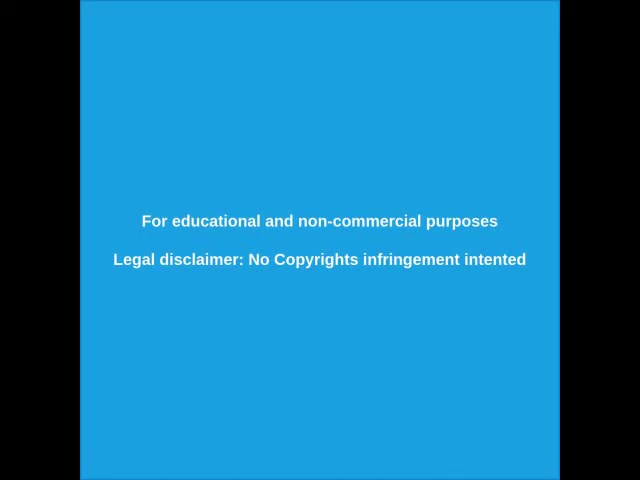 For educational and non-commercial purposes
Legal disclaimer: No Copyrights infringement intented